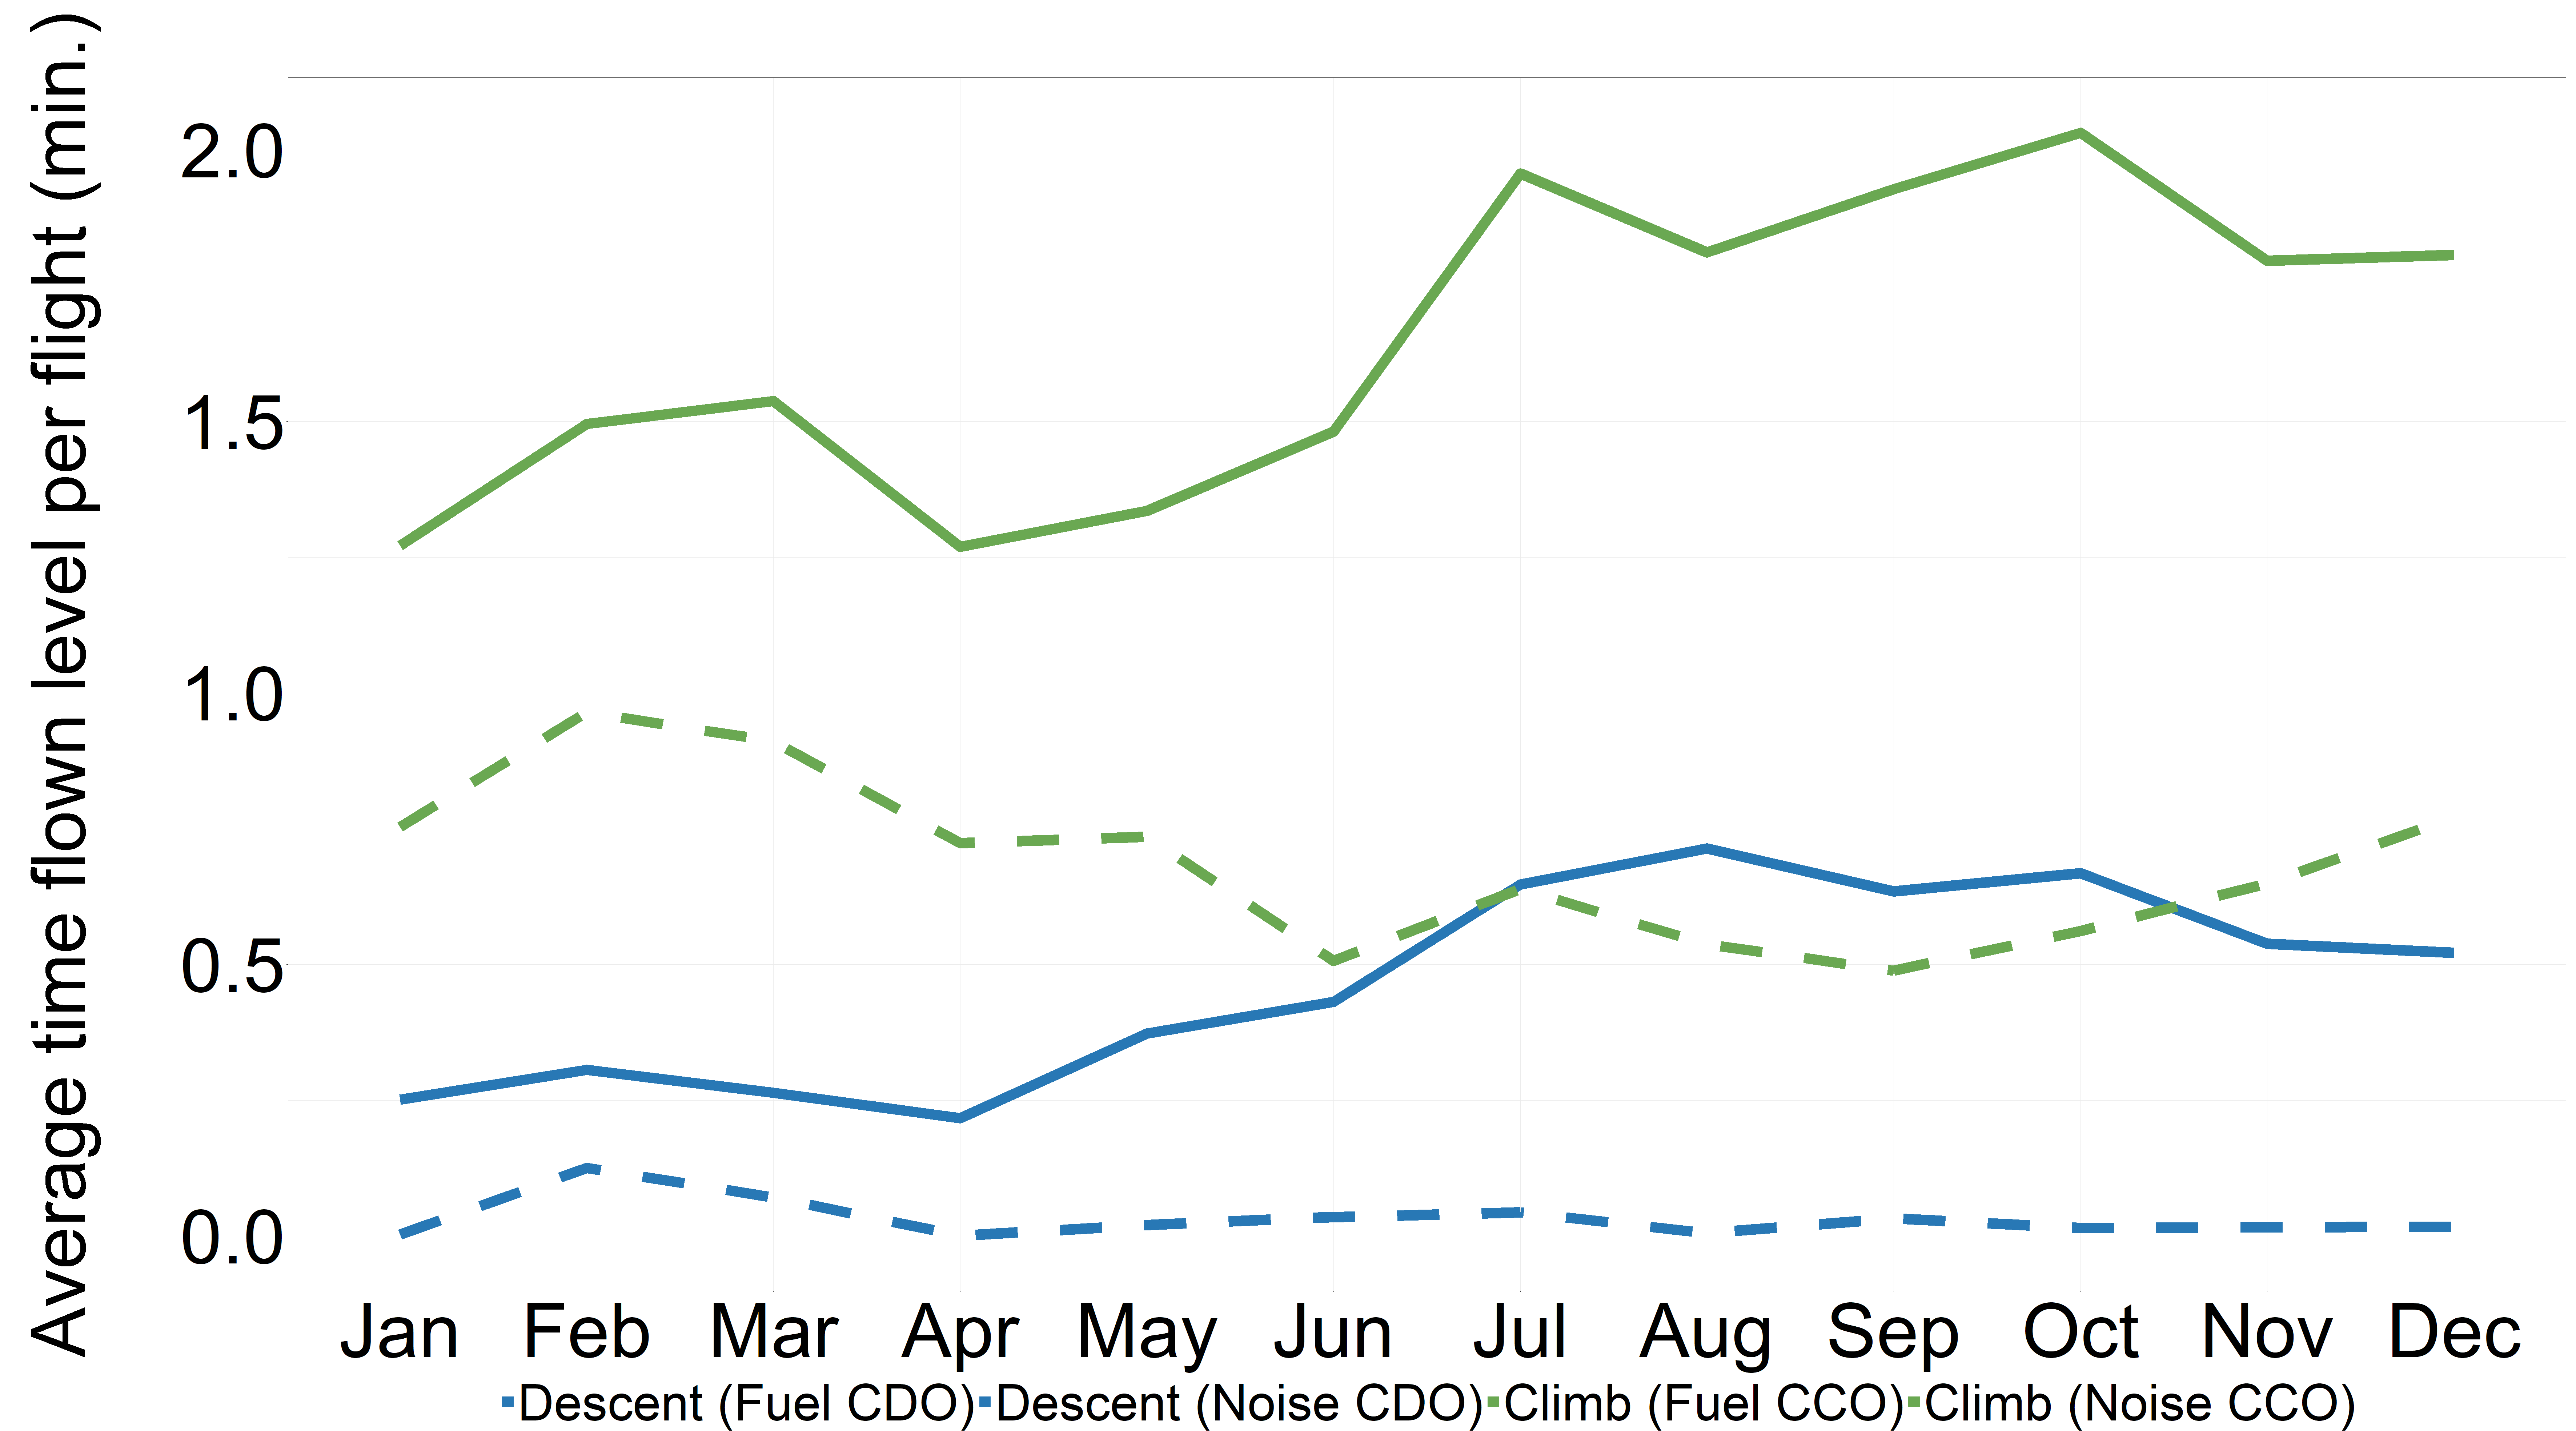 Average time flown level per flight (min.)
2.0
1.5
1.0
0.5
0.0
Jan Feb Mar Apr May Jun Jul Aug Sep Oct Nov Dec
Descent (Fuel CDO) Descent (Noise CDO) Climb (Fuel CCO) Climb (Noise CCO)